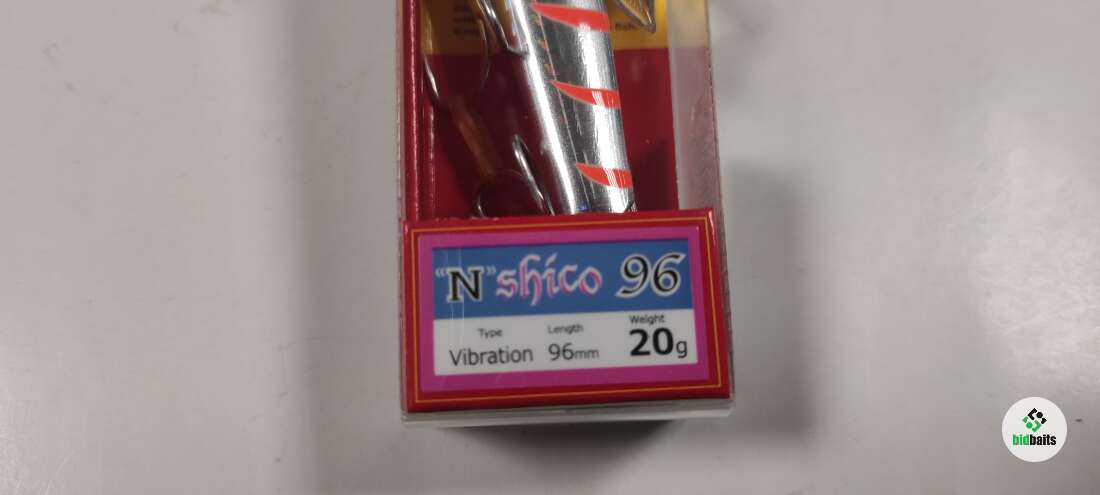 "N" shico 96
Type Length Weight
Vibration 96mm 20g
bidbaits